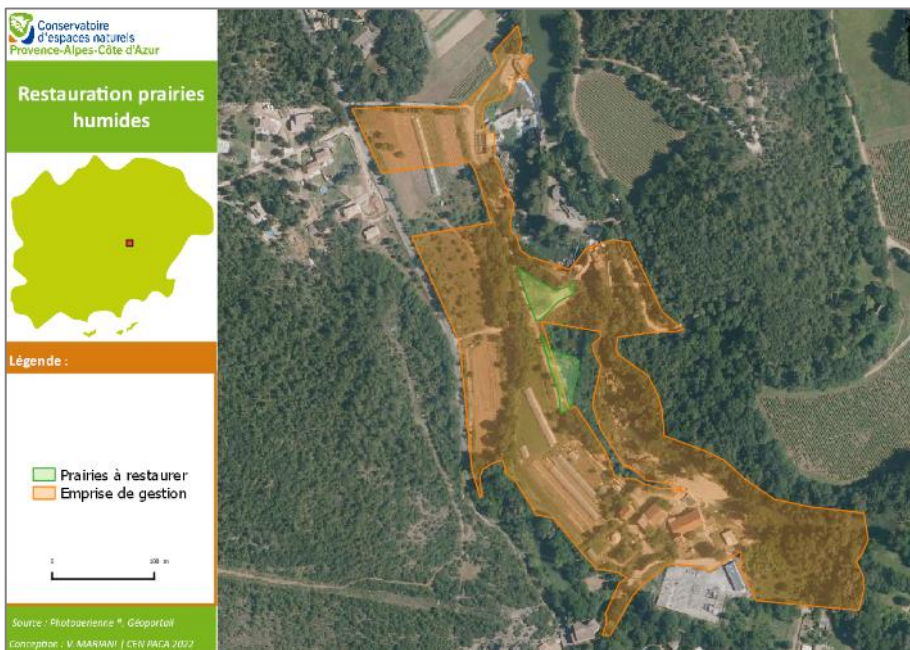 Conservatoire
d'espaces naturels
Provence-Alpes-Côte d'Azur
Restauration prairies
humides
Légende :
Prairies à restaurer
Emprise de gestion
0 100 m
Source : Photoaerienne ®, Géoportail
Conception : V. MARIANI | CEN PACA 2022